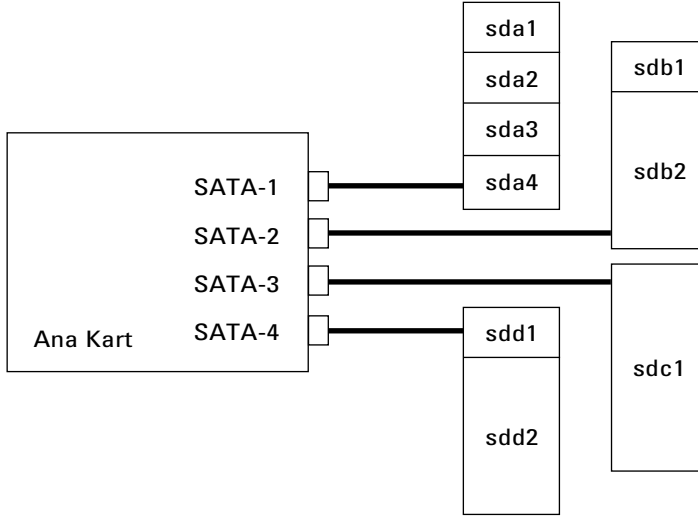 sda1
sda2
sda3
sda4
sdb1
sdb2
SATA-1
SATA-2
SATA-3
SATA-4
Ana Kart
sdc1
sdd1
sdd2